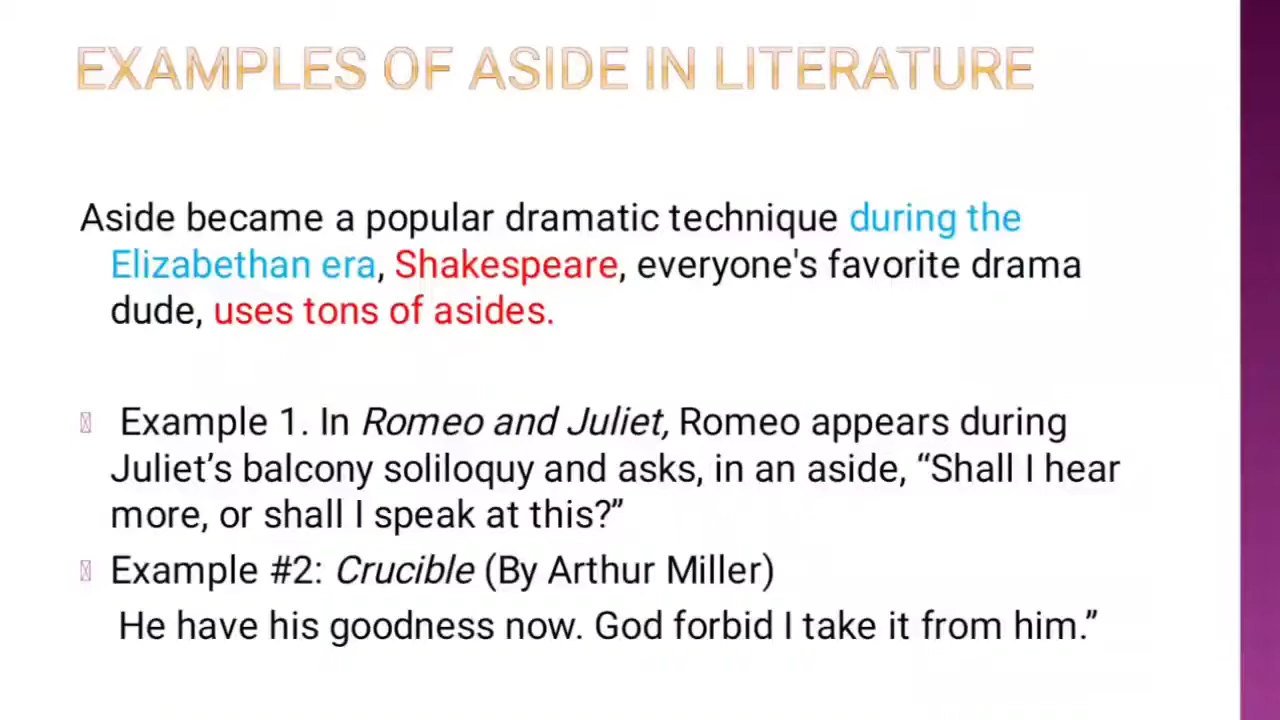 EXAMPLES OF ASIDE IN LITERATURE
Aside became a popular dramatic technique during the
Elizabethan era, Shakespeare, everyone's favorite drama
dude, uses tons of asides.
Example 1. In Romeo and Juliet, Romeo appears during
Juliet’s balcony soliloquy and asks, in an aside, “Shall I hear
more, or shall I speak at this?”
Example #2: Crucible (By Arthur Miller)
He have his goodness now. God forbid I take it from him.”